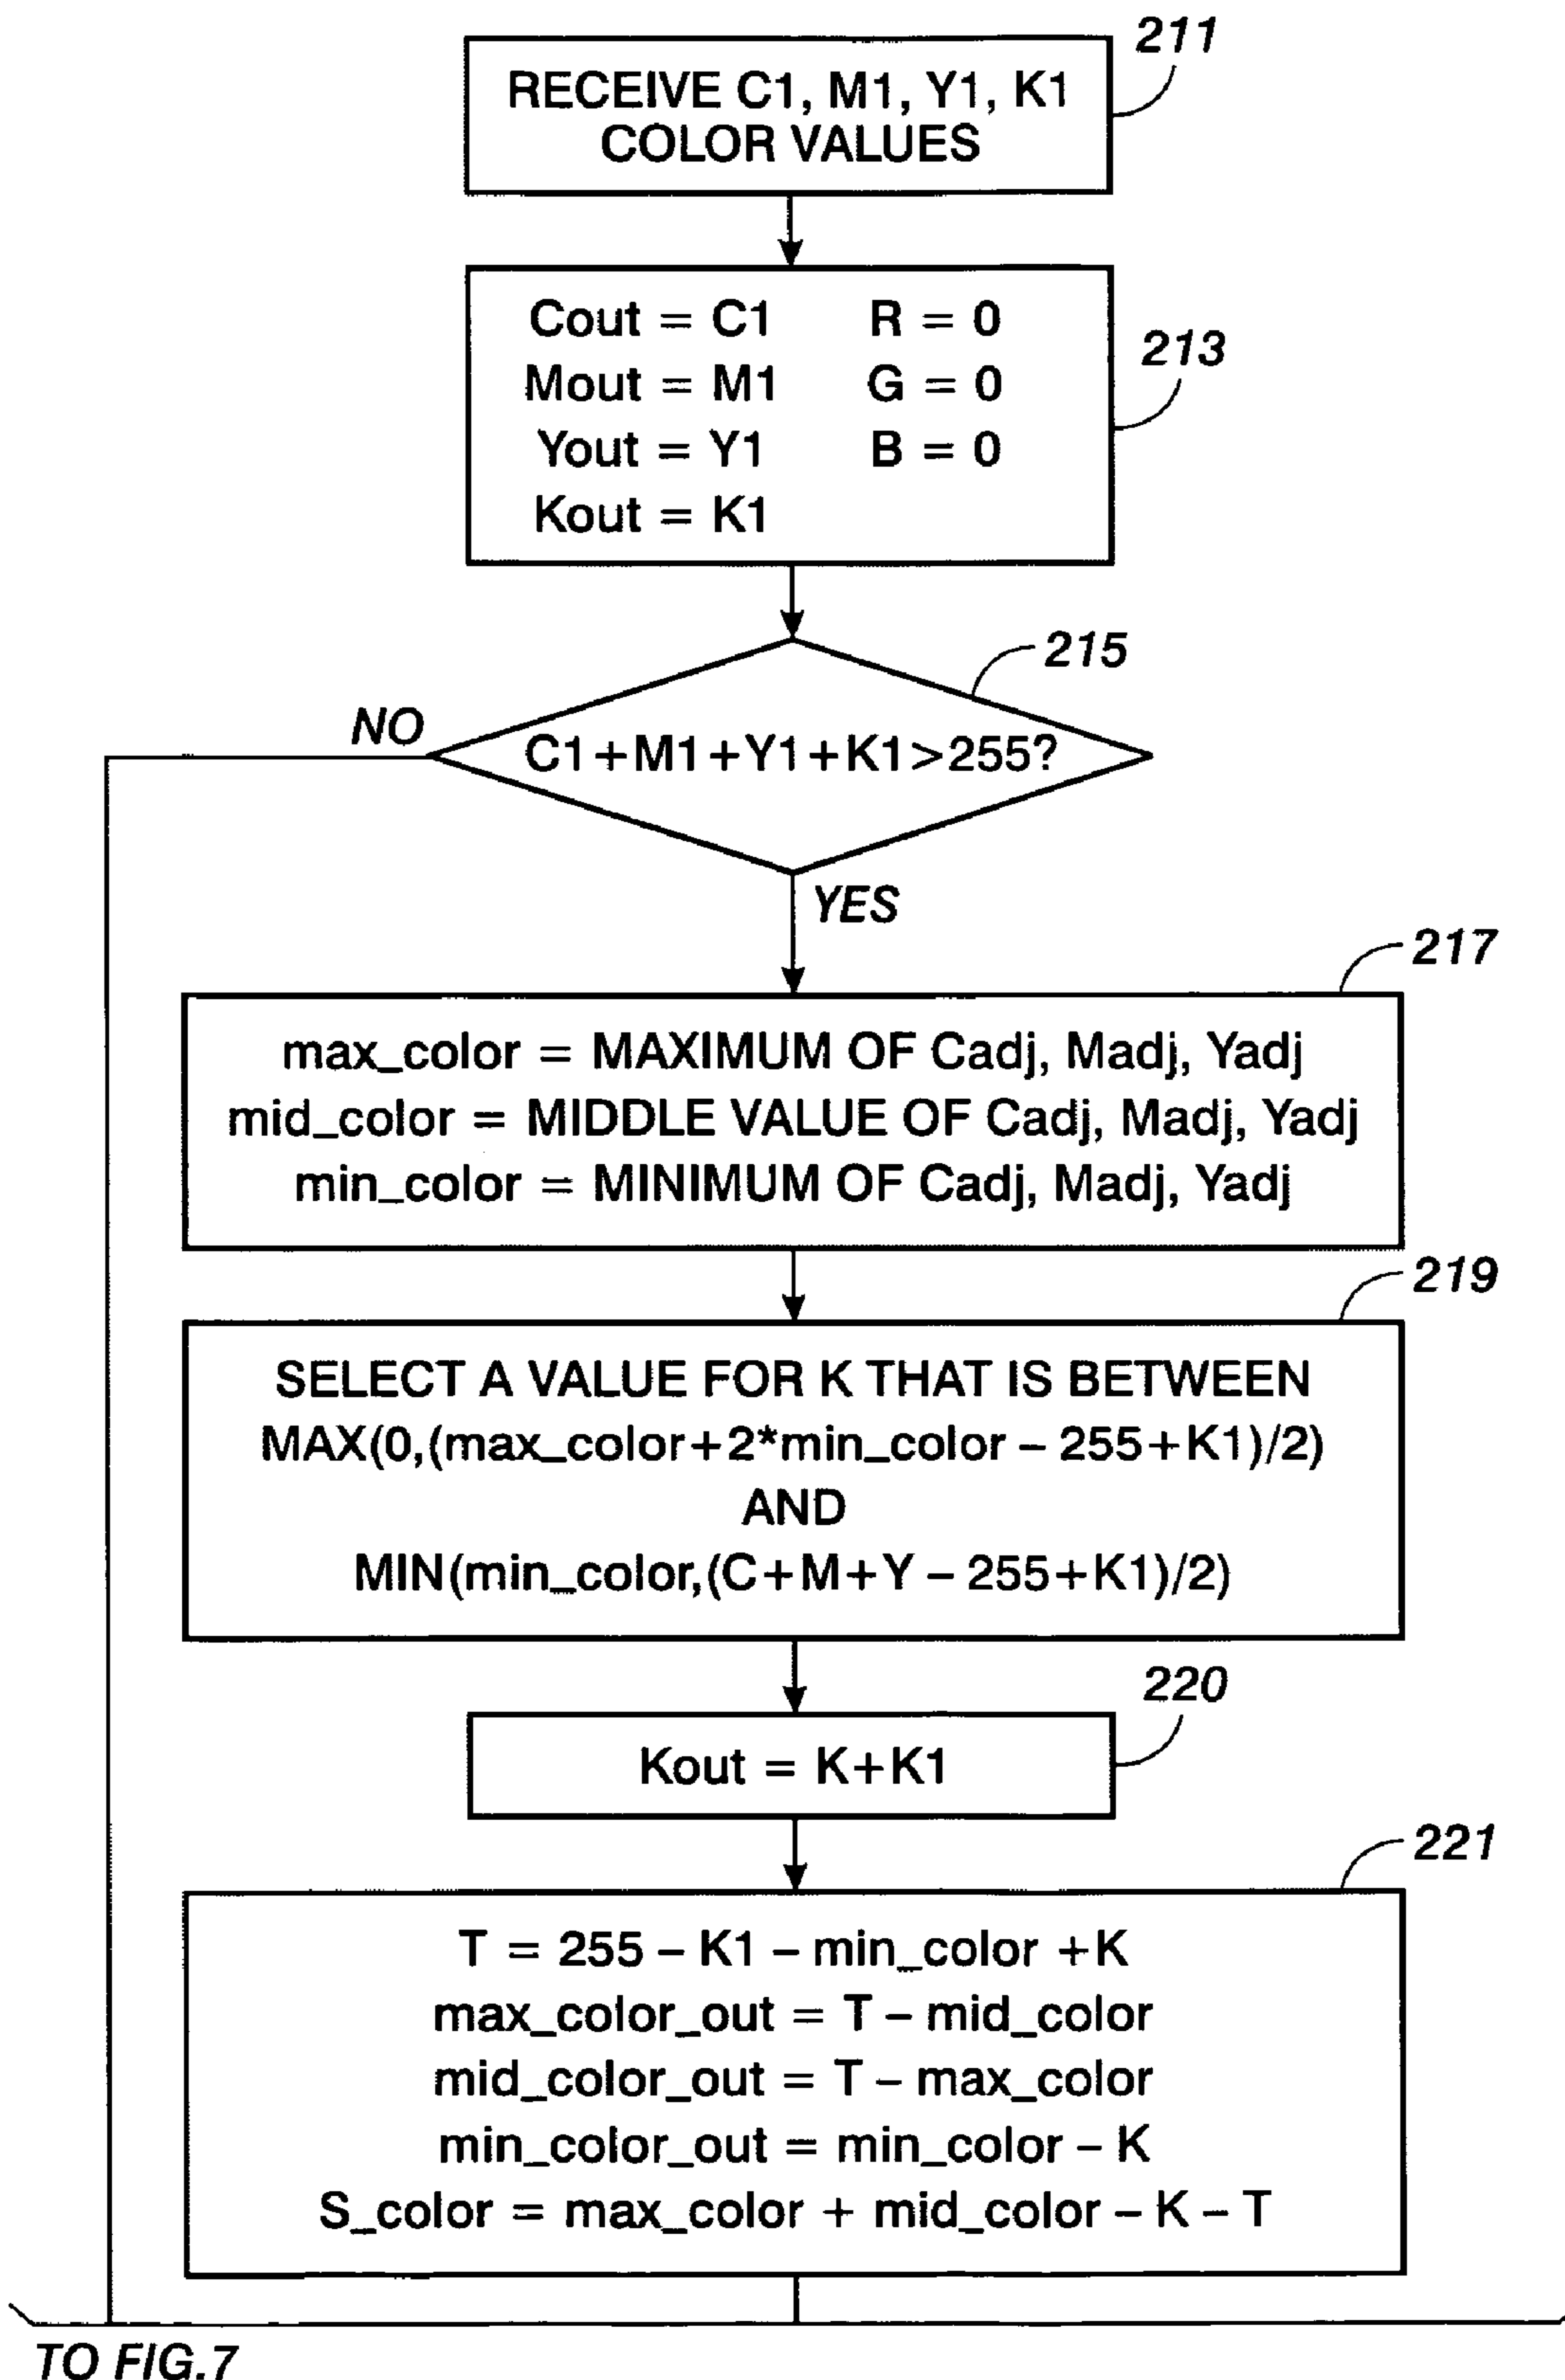 211
RECEIVE C1, M1, Y1, K1
COLOR VALUES
Cout = C1 R = 0
Mout = M1 G = 0
Yout = Y1 B = 0
Kout = K1
213
215
NO
C1+M1+Y1+K1>255?
YES
217
max_color = MAXIMUM OF Cadj, Madj, Yadj
mid_color = MIDDLE VALUE OF Cadj, Madj, Yadj
min_color = MINIMUM OF Cadj, Madj, Yadj
219
SELECT A VALUE FOR K THAT IS BETWEEN
MAX(0,(max_color+2*min_color – 255+K1)/2)
AND
MIN(min_color,(C+M+Y – 255+K1)/2)
220
Kout = K+K1
221
T = 255 – K1 – min_color +K
max_color_out = T – mid_color
mid_color_out = T – max_color
min_color_out = min_color – K
S_color = max_color + mid_color – K – T
TO FIG.7